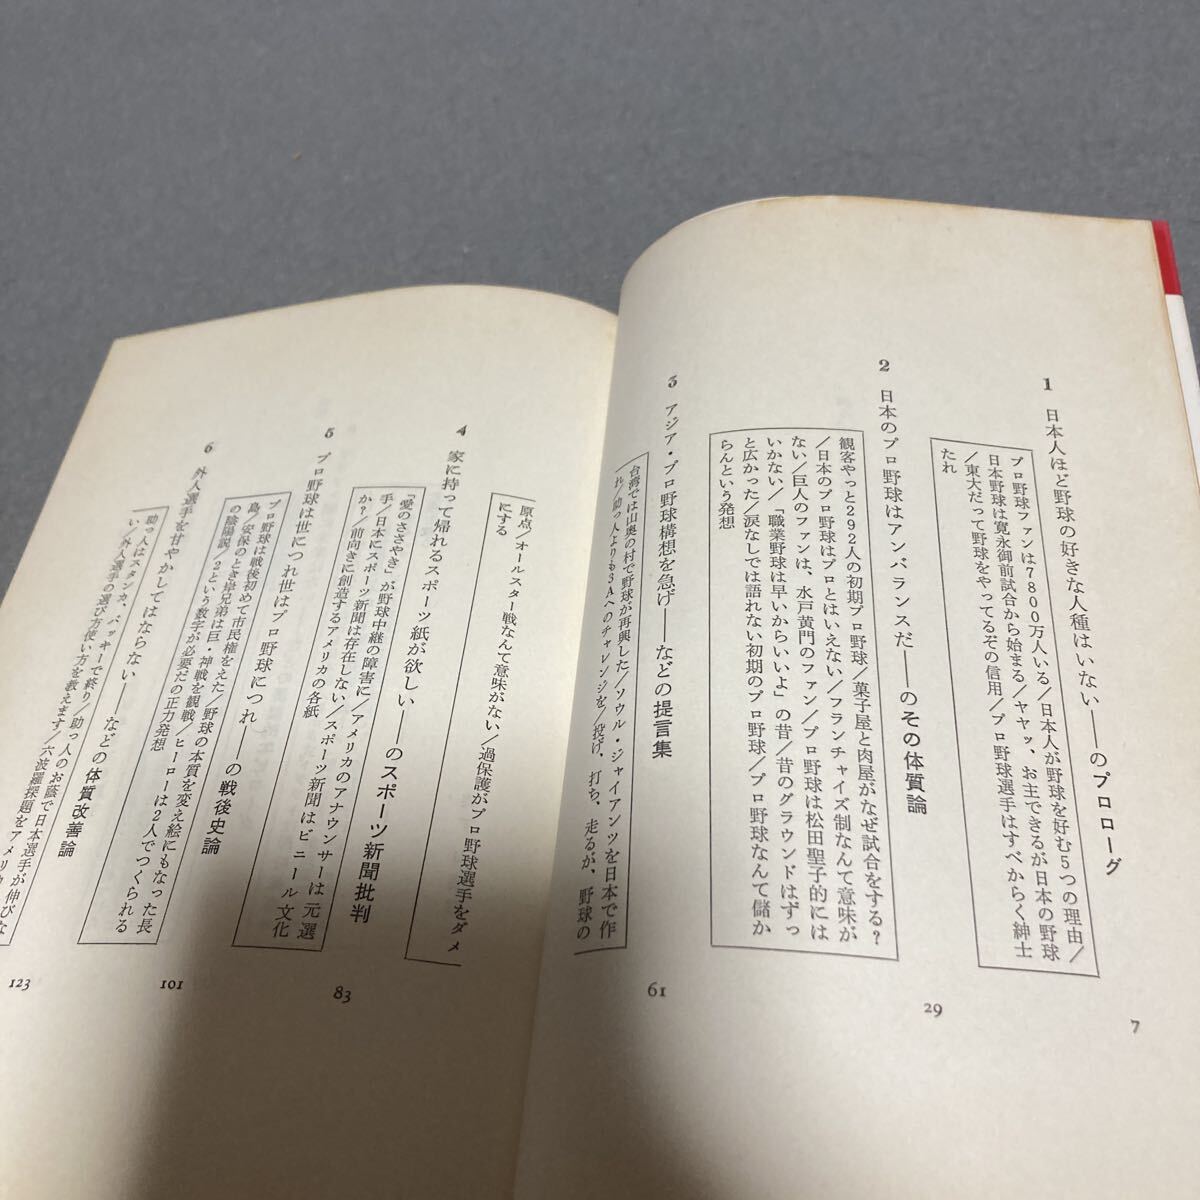 1 日本人ほど野球の好きな人種はいない――のプロローグ 7
プロ野球ファンは7800万人いる/日本人が野球を好む5つの理由/
日本野球は寛永御前試合から始まる/ヤヤッ、お主できるが日本の野球
/東大だって野球をやってるぞの信用/プロ野球選手はすべからく紳士
たれ
2 日本のプロ野球はアンバランスだ――のその体質論 29
観客やっと292人の初期プロ野球/菓子屋と肉屋がなぜ試合をする?
/日本のプロ野球はプロとはいえない/フランチャイズ制なんて意味が
ない/巨人のファンは、水戸黄門のファン/プロ野球は松田聖子的には
いかない/「職業野球は早いからいいよ」の昔/昔のグラウンドはずっ
と広かった/涙なしでは語れない初期のプロ野球/プロ野球なんて儲か
らんという発想
3 アジア・プロ野球構想を急げ――などの提言集 61
台湾では山奥の村で野球が再興した/ソウル・ジャイアンツを日本で作
れ/助っ人よりも3Aへのチャレンジを/投げ、打ち、走るが、野球の
原点/オールスター戦なんて意味がない/過保護がプロ野球選手をダメ
にする
4 家に持って帰れるスポーツ紙が欲しい――のスポーツ新聞批判 83
「愛のささやき」が野球中継の障害に/アメリカのアナウンサーは元選
手/日本にスポーツ新聞は存在しない/スポーツ新聞はビニール文化
か?/前向きに創造するアメリカの各紙
5 プロ野球は世につれ世はプロ野球につれ――の戦後史論 101
プロ野球は戦後初めて市民権をえた/野球の本質を変え絵にもなった長
島/安保のとき岸兄弟は巨・神戦を観戦/ヒーローは2人でつくられる
の陰陽説/2という数字が必要だの正力発想
6 外人選手を甘やかしてはならない――などの体質改善論 123
助っ人はスタンカ、バッキーで終り/助っ人のお蔭で日本選手が伸びな
い/外人選手の選び方使い方を教えます/六波羅探題をアメリカ